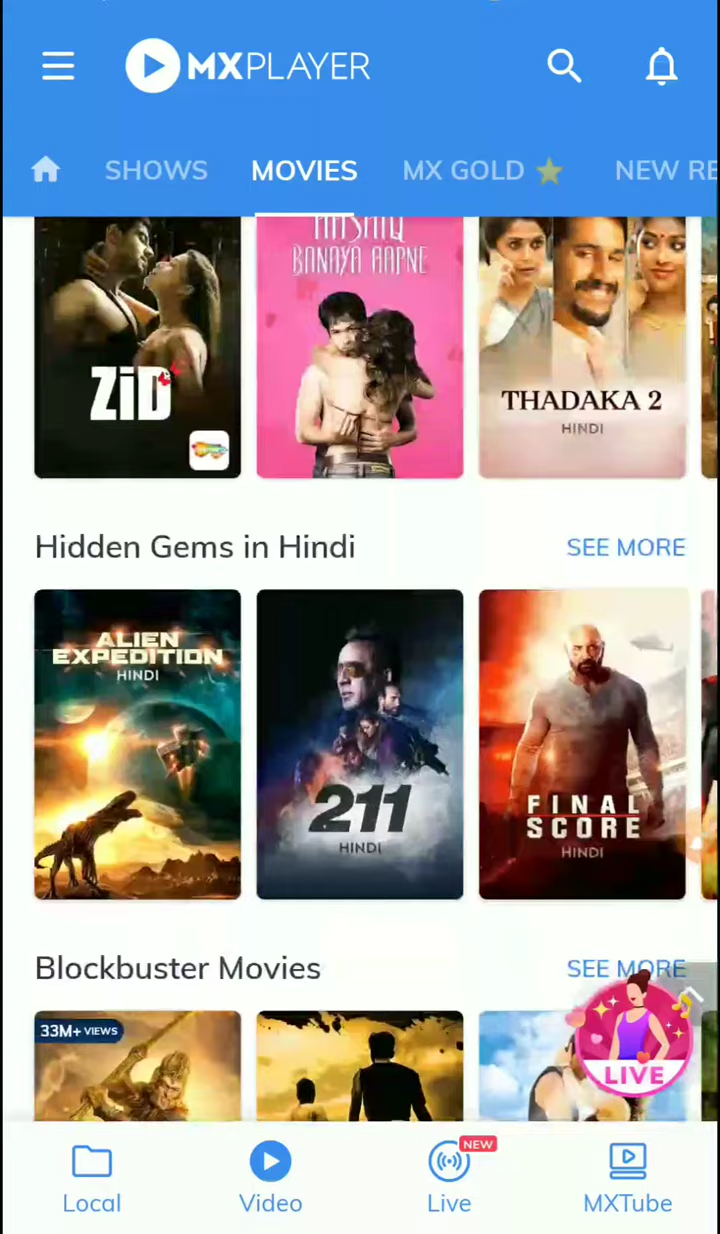 MXPLAYER
SHOWS
MOVIES
MX GOLD
NEW RE
BANAYA AAPNE
ZiD
THADAKA 2
HINDI
Hidden Gems in Hindi
SEE MORE
ALIEN
EXPEDITION
HINDI
211
HINDI
FINAL
SCORE
HINDI
Blockbuster Movies
SEE MORE
33M+ VIEWS
LIVE
NEW
Local
Video
Live
MXTube